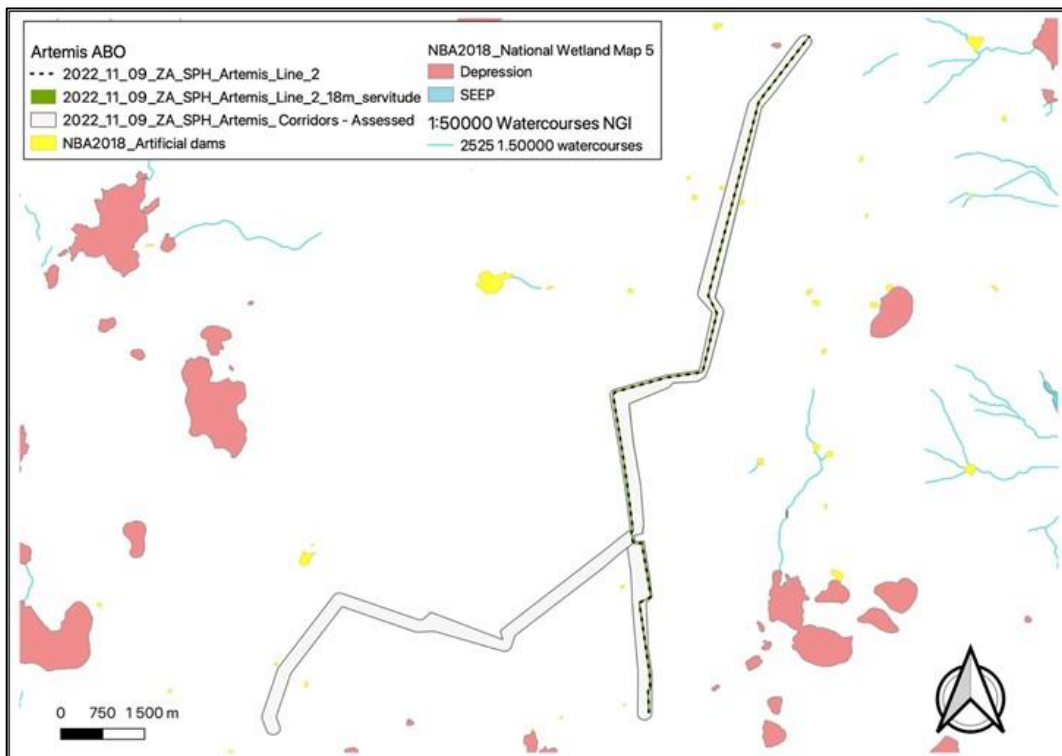 Artemis ABO
2022_11_09_ZA_SPH_Artemis_Line_2
2022_11_09_ZA_SPH_Artemis_Line_2_18m_servitude
2022_11_09_ZA_SPH_Artemis_ Corridors - Assessed
NBA2018_Artificial dams
NBA2018_National Wetland Map 5
Depression
SEEP
1:50000 Watercourses NGI
2525 1.50000 watercourses
0 750 1 500 m